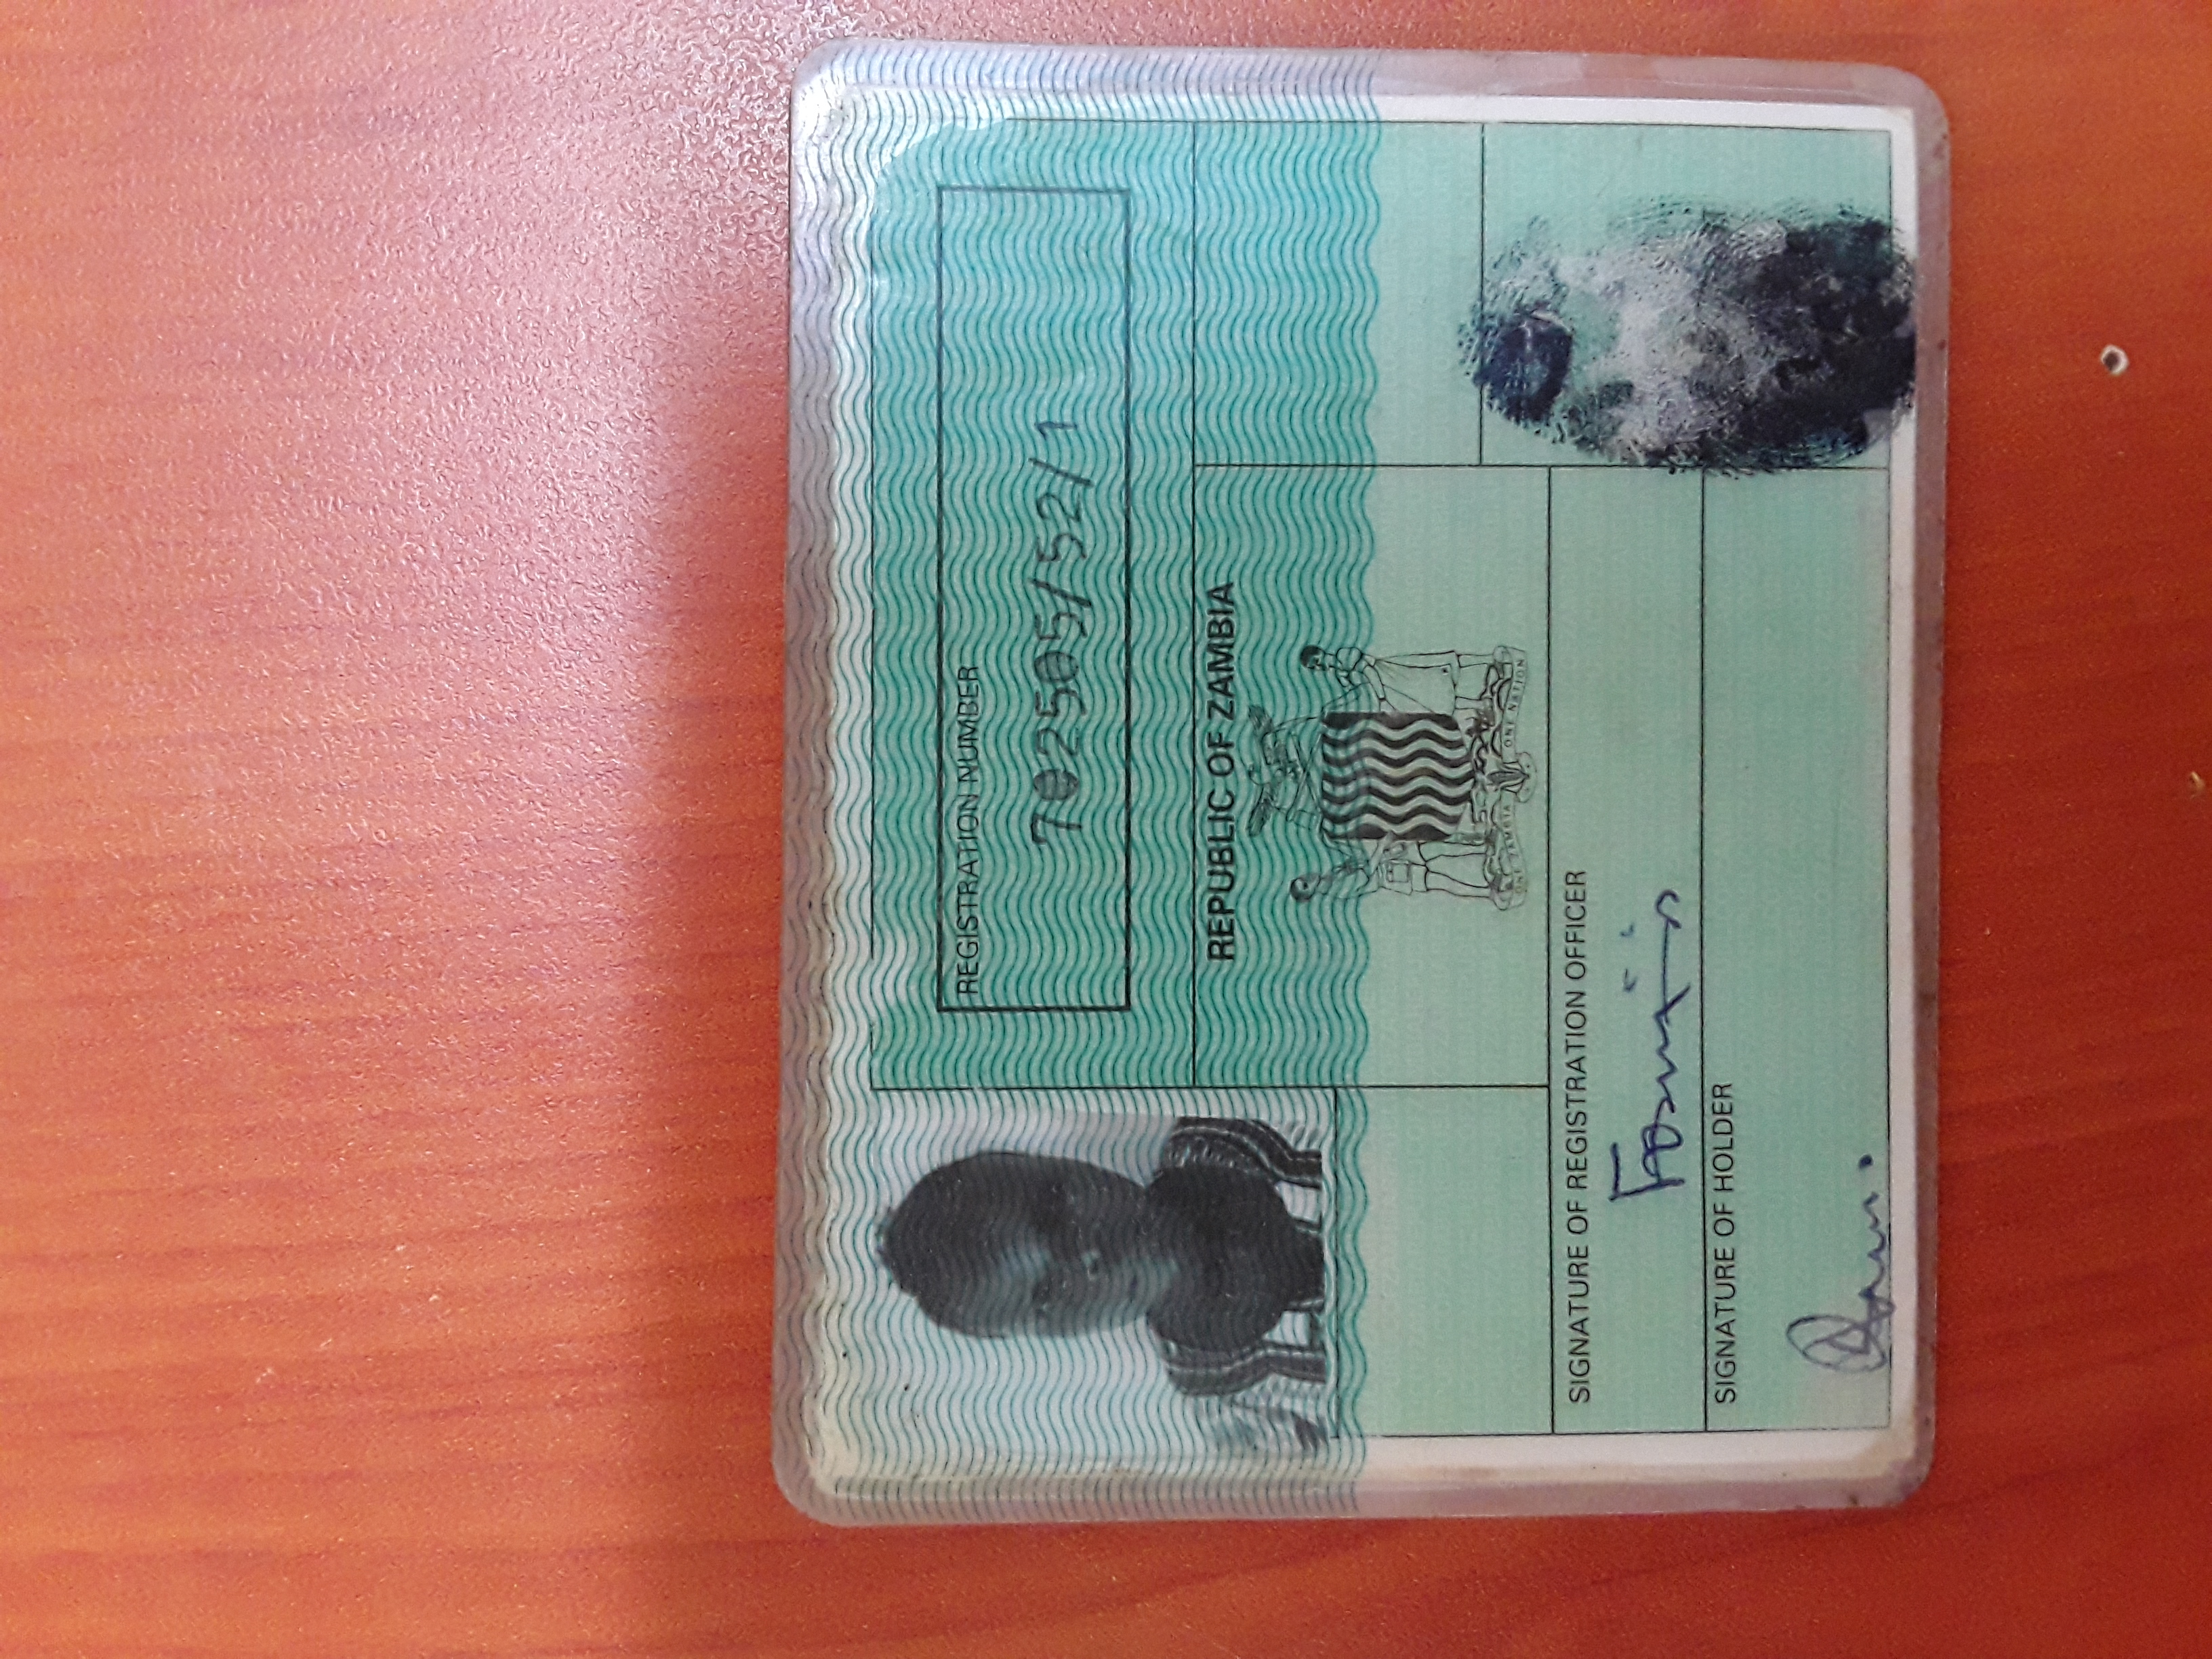 REGISTRATION NUMBER
702505/52/1
REPUBLIC OF ZAMBIA
ONE ZAMBIA ONE NATION
SIGNATURE OF REGISTRATION OFFICER
SIGNATURE OF HOLDER